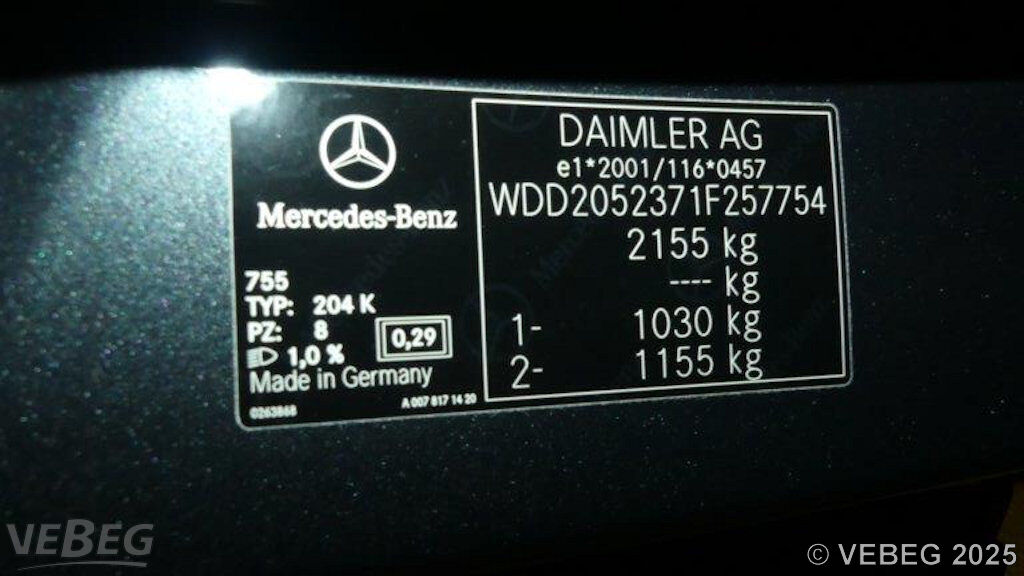 Mercedes-Benz
755
TYP: 204 K
PZ: 8
1,0 %
0,29
Made in Germany
0263868
A 007 817 14 20
DAIMLER AG
e1*2001/116*0457
WDD2052371F257754
2155 kg
---- kg
1- 1030 kg
2- 1155 kg
VEBEG
© VEBEG 2025